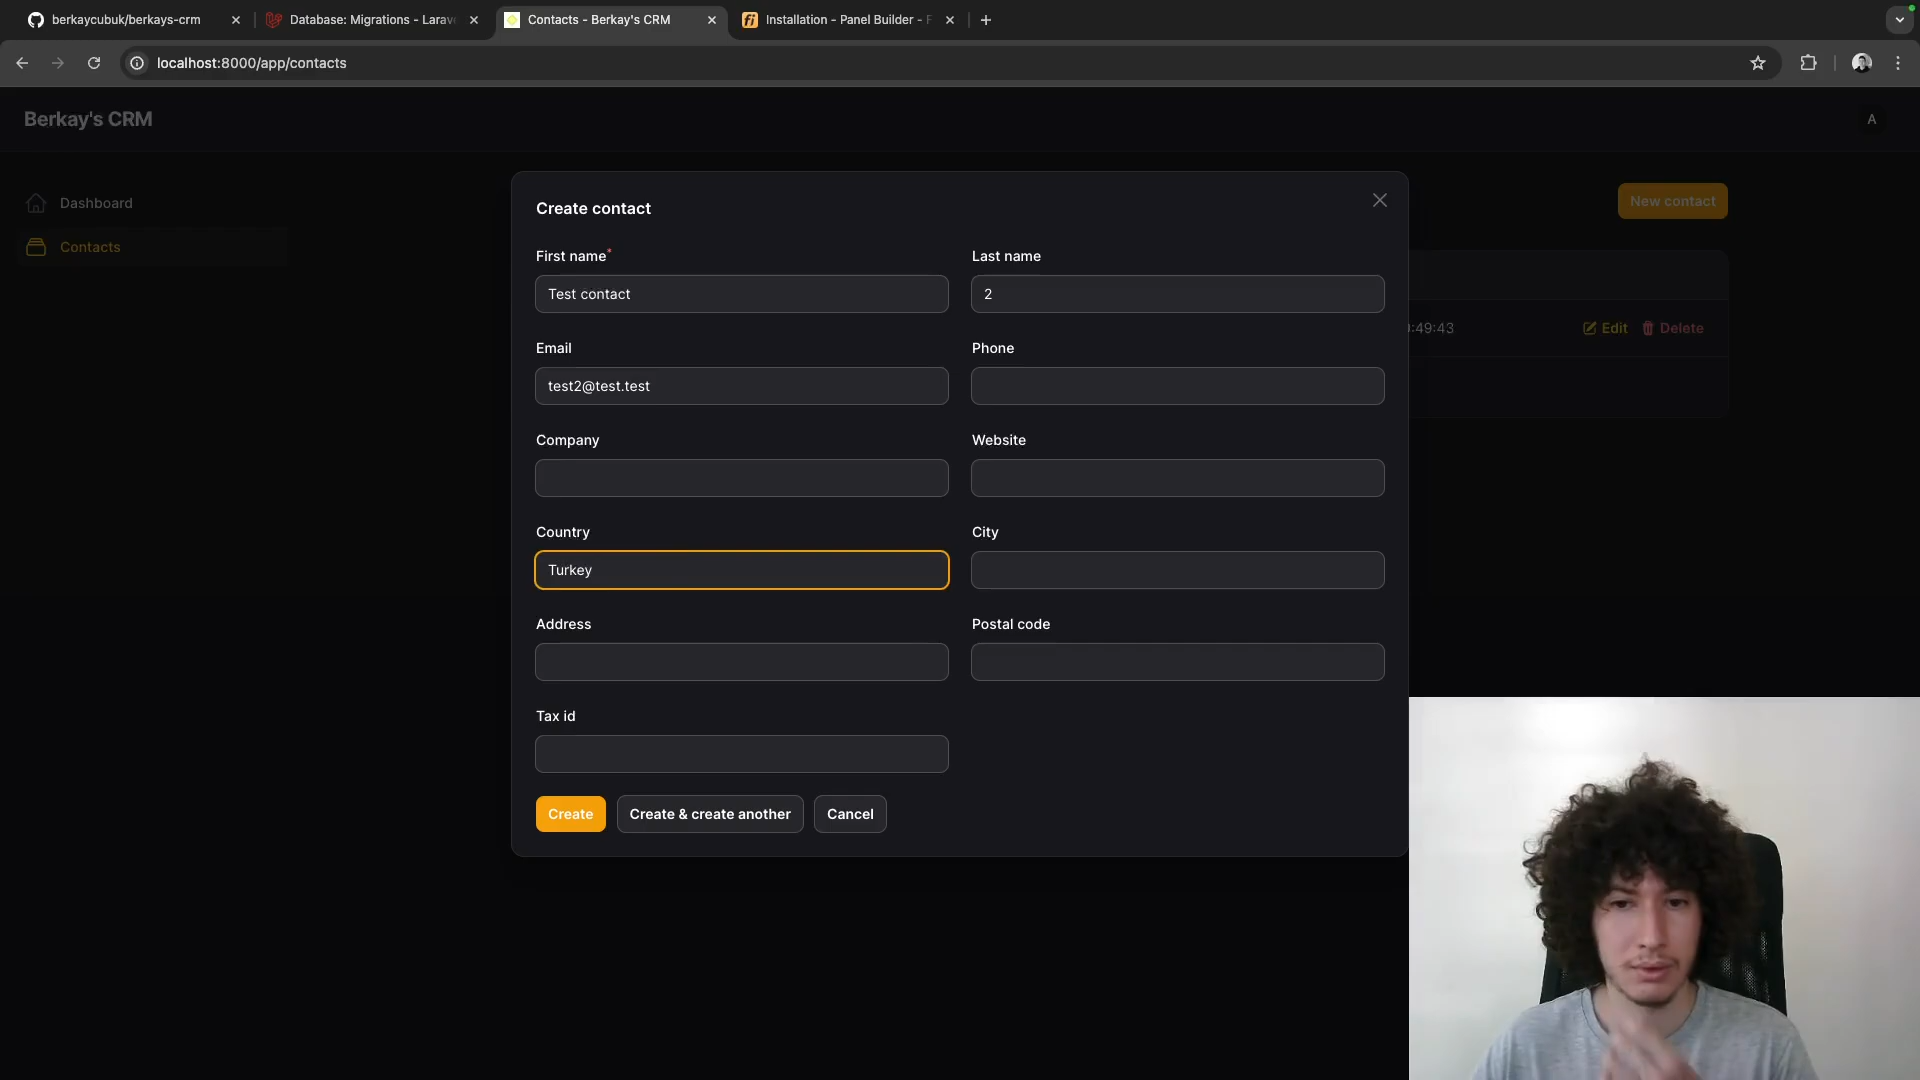 berkaycubuk/berkays-crm
Database: Migrations - Larave
Contacts - Berkay's CRM
Installation - Panel Builder - F
localhost:8000/app/contacts
Berkay's CRM
A
Dashboard
Contacts
New contact
:49:43
Edit
Delete
Create contact
First name*
Last name
Test contact
2
Email
Phone
test2@test.test
Company
Website
Country
City
Turkey
Address
Postal code
Tax id
Create
Create & create another
Cancel